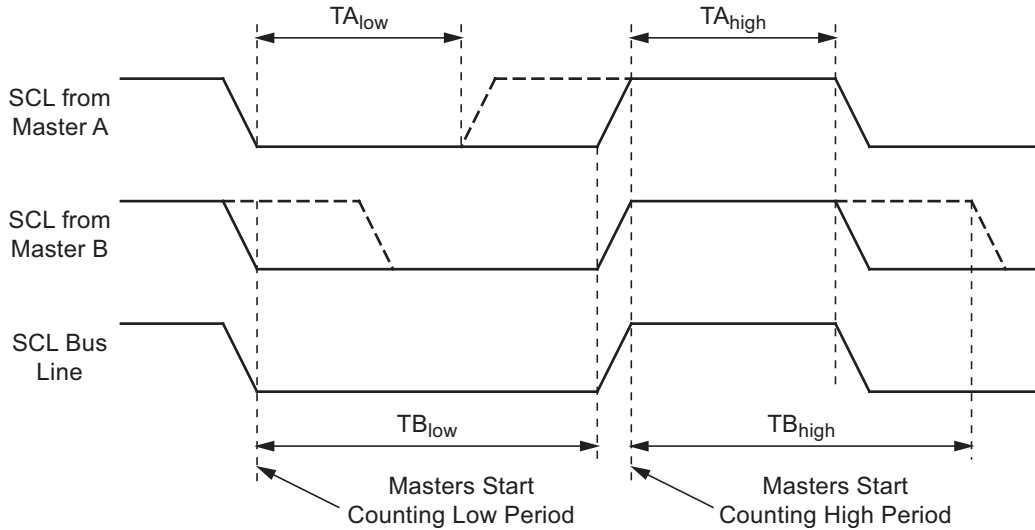 TA_low
TA_high
SCL from
Master A
SCL from
Master B
SCL Bus
Line
TB_low
TB_high
Masters Start
Counting Low Period
Masters Start
Counting High Period